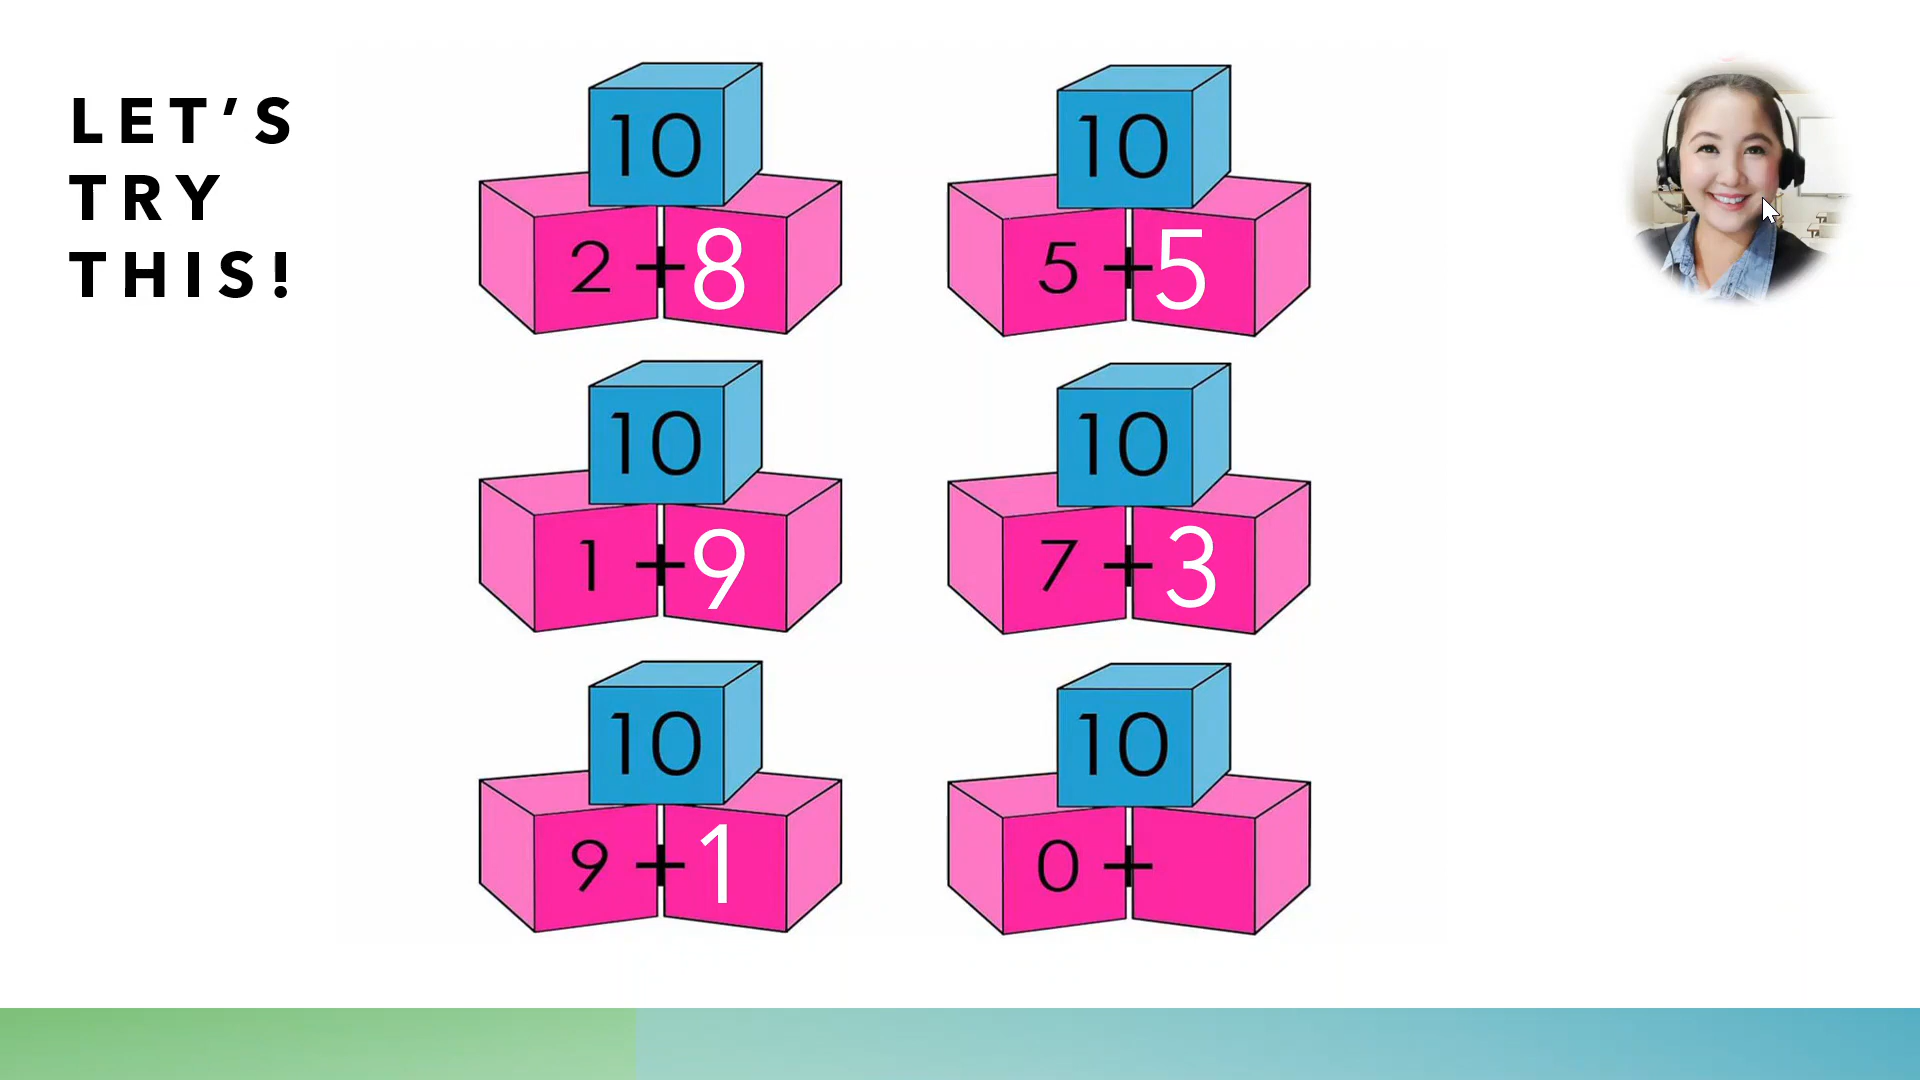 LET’S
TRY
THIS!
10 10
2 + 8 5 + 5
10 10
1 + 9 7 + 3
10 10
9 + 1 0 +